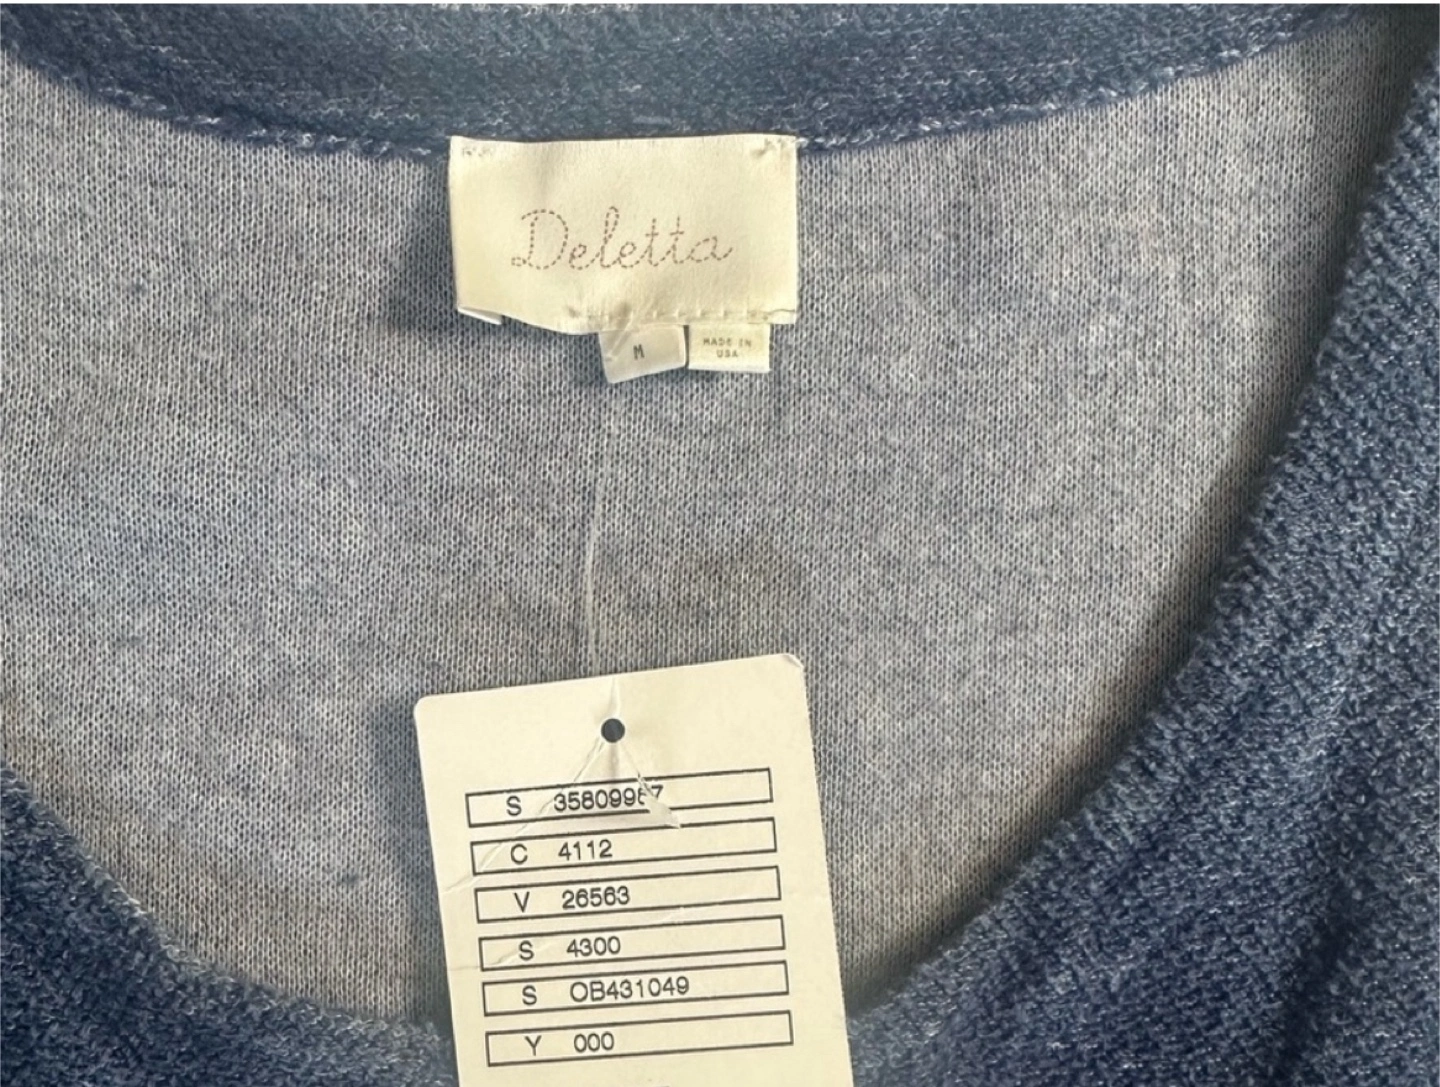 Deletta
M
MADE IN
USA
S 35809967
C 4112
V 26563
S 4300
S OB431049
Y 000